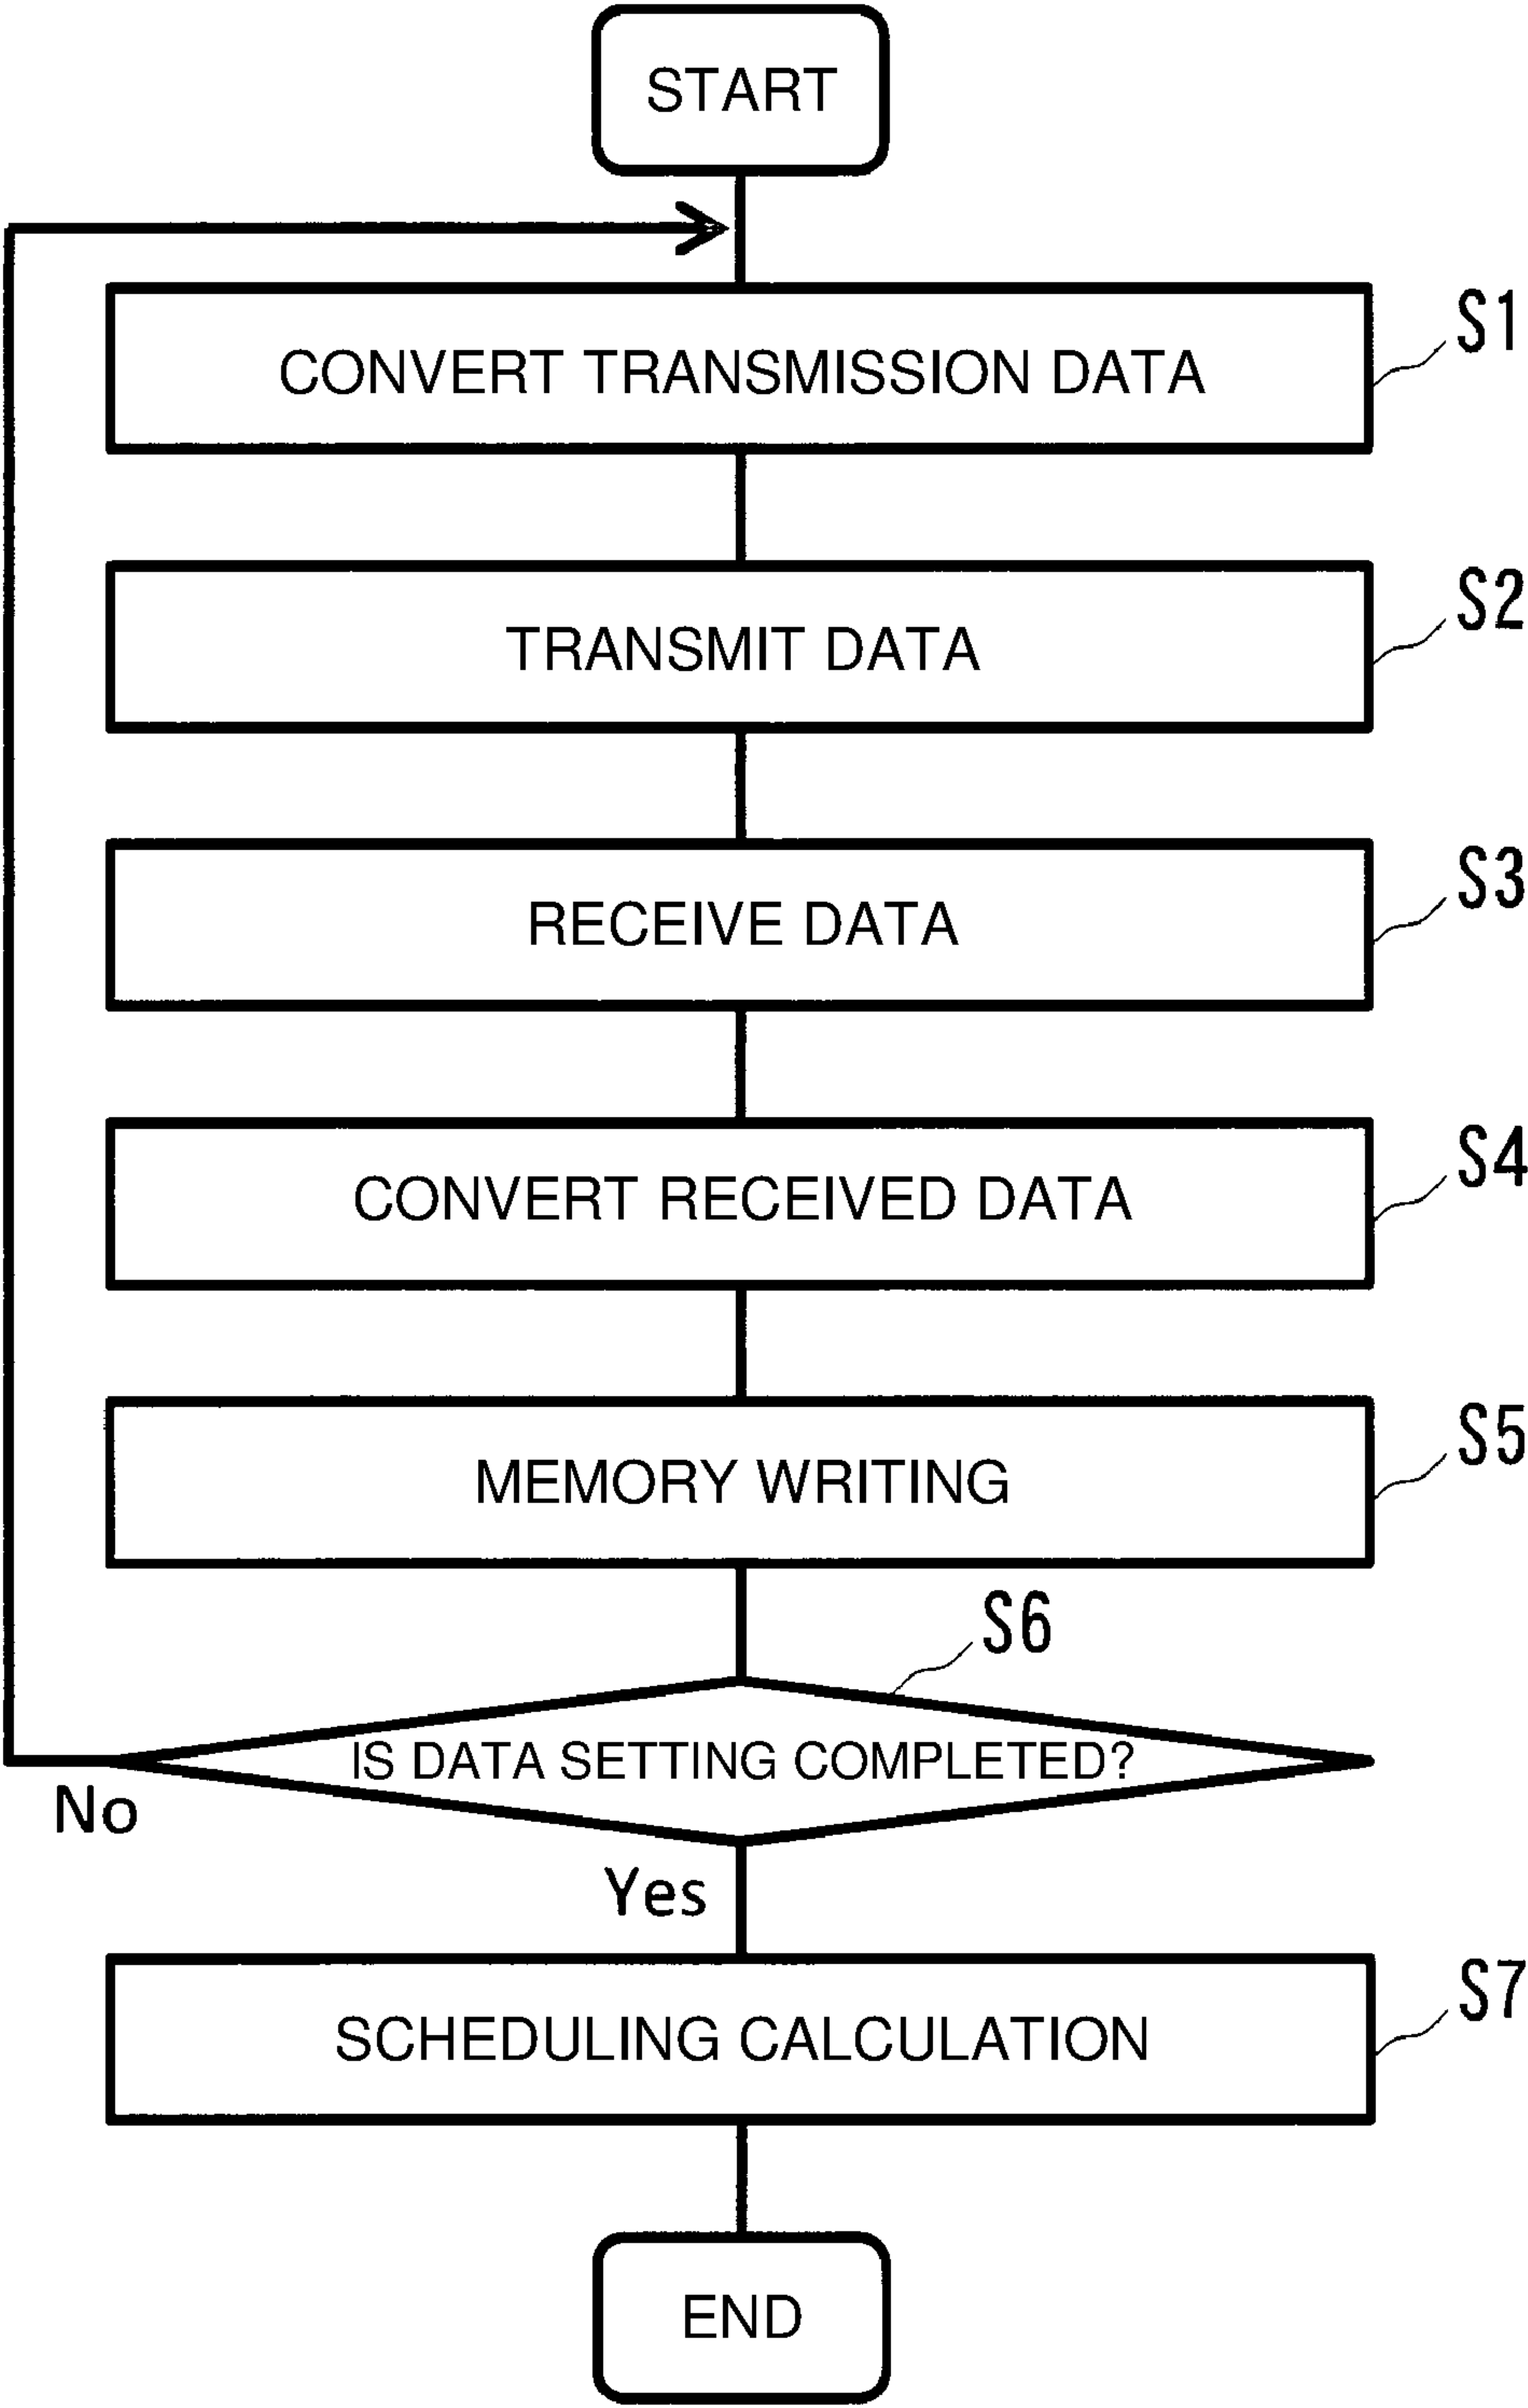 START
S1
CONVERT TRANSMISSION DATA
S2
TRANSMIT DATA
S3
RECEIVE DATA
S4
CONVERT RECEIVED DATA
S5
MEMORY WRITING
S6
IS DATA SETTING COMPLETED?
No
Yes
S7
SCHEDULING CALCULATION
END